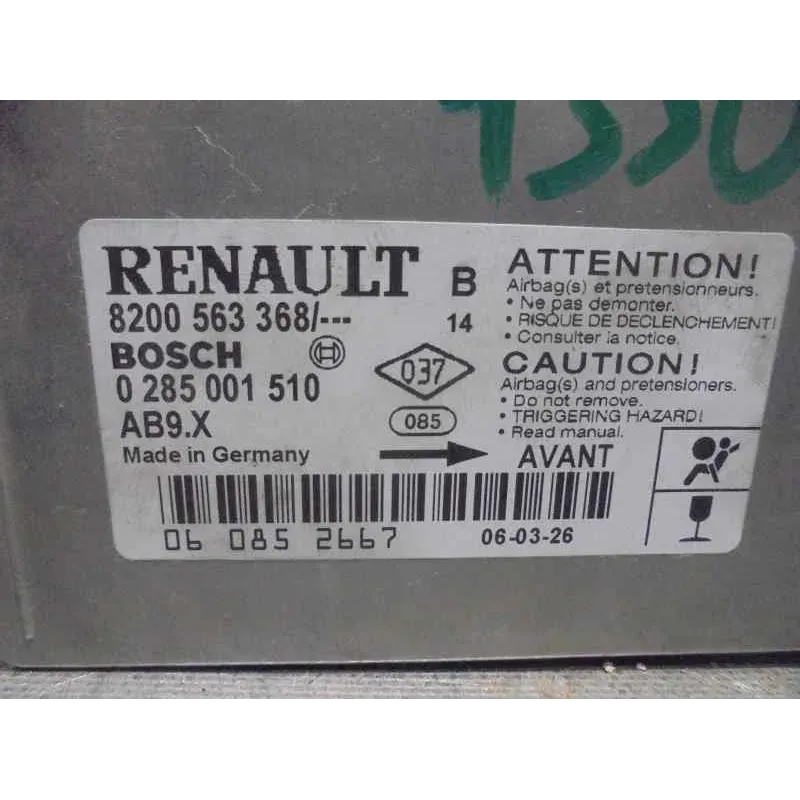 RENAULT B
8200 563 368/--- 14
BOSCH
0 285 001 510
AB9.X
Made in Germany
037
085
AVANT
ATTENTION!
Airbag(s) et pretensionneurs.
• Ne pas demonter.
• RISQUE DE DECLENCHEMENT!
• Consulter la notice.
CAUTION!
Airbag(s) and pretensioners.
• Do not remove.
• TRIGGERING HAZARD!
• Read manual.
06 085 2667
06-03-26